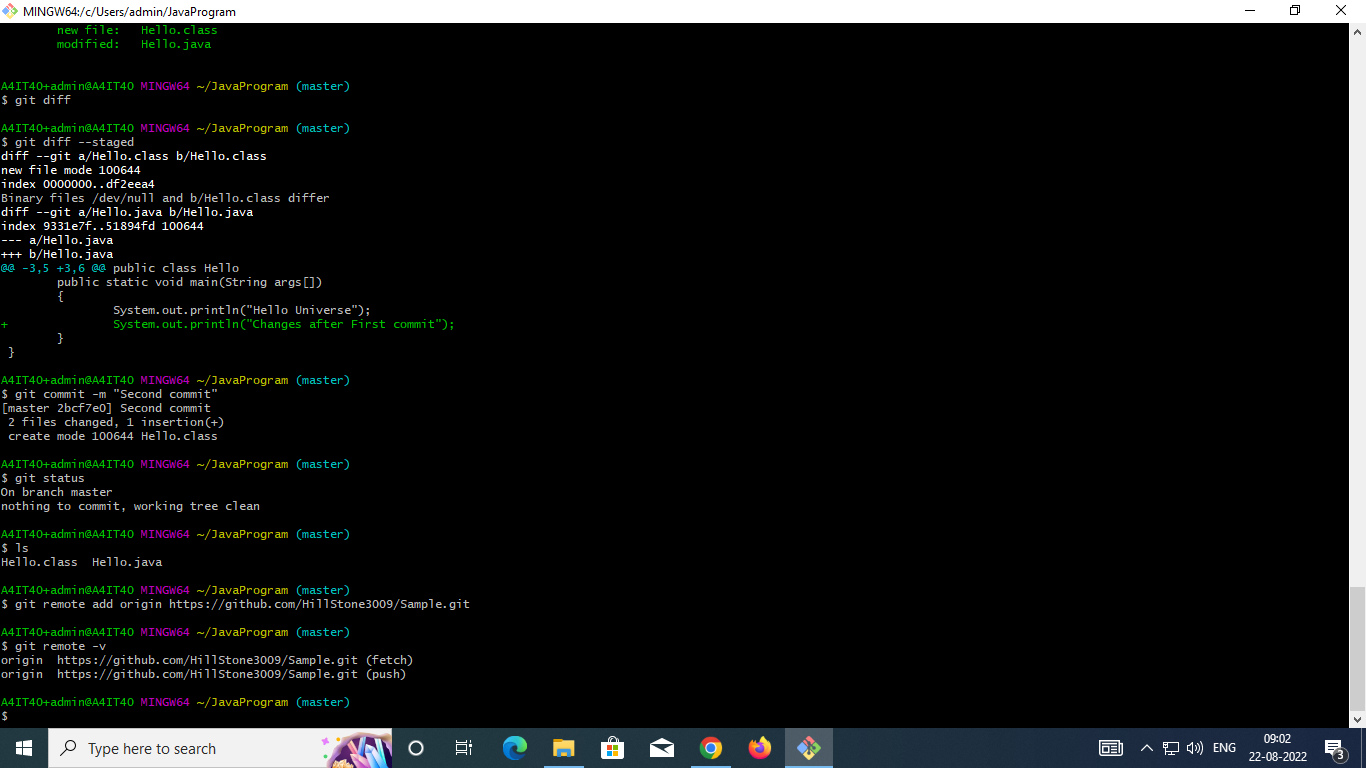 MINGW64:/c/Users/admin/JavaProgram
new file:   Hello.class
modified:   Hello.java
A4IT40+admin@A4IT40 MINGW64 ~/JavaProgram (master)
$ git diff
A4IT40+admin@A4IT40 MINGW64 ~/JavaProgram (master)
$ git diff --staged
diff --git a/Hello.class b/Hello.class
new file mode 100644
index 0000000..df2eea4
Binary files /dev/null and b/Hello.class differ
diff --git a/Hello.java b/Hello.java
index 9331e7f..51894fd 100644
--- a/Hello.java
+++ b/Hello.java
@@ -3,5 +3,6 @@ public class Hello
        public static void main(String args[])
        {
                System.out.println("Hello Universe");
+               System.out.println("Changes after First commit");
        }
 }
A4IT40+admin@A4IT40 MINGW64 ~/JavaProgram (master)
$ git commit -m "Second commit"
[master 2bcf7e0] Second commit
 2 files changed, 1 insertion(+)
 create mode 100644 Hello.class
A4IT40+admin@A4IT40 MINGW64 ~/JavaProgram (master)
$ git status
On branch master
nothing to commit, working tree clean
A4IT40+admin@A4IT40 MINGW64 ~/JavaProgram (master)
$ ls
Hello.class  Hello.java
A4IT40+admin@A4IT40 MINGW64 ~/JavaProgram (master)
$ git remote add origin https://github.com/HillStone3009/Sample.git
A4IT40+admin@A4IT40 MINGW64 ~/JavaProgram (master)
$ git remote -v
origin  https://github.com/HillStone3009/Sample.git (fetch)
origin  https://github.com/HillStone3009/Sample.git (push)
A4IT40+admin@A4IT40 MINGW64 ~/JavaProgram (master)
$
Type here to search
ENG
09:02
22-08-2022
3